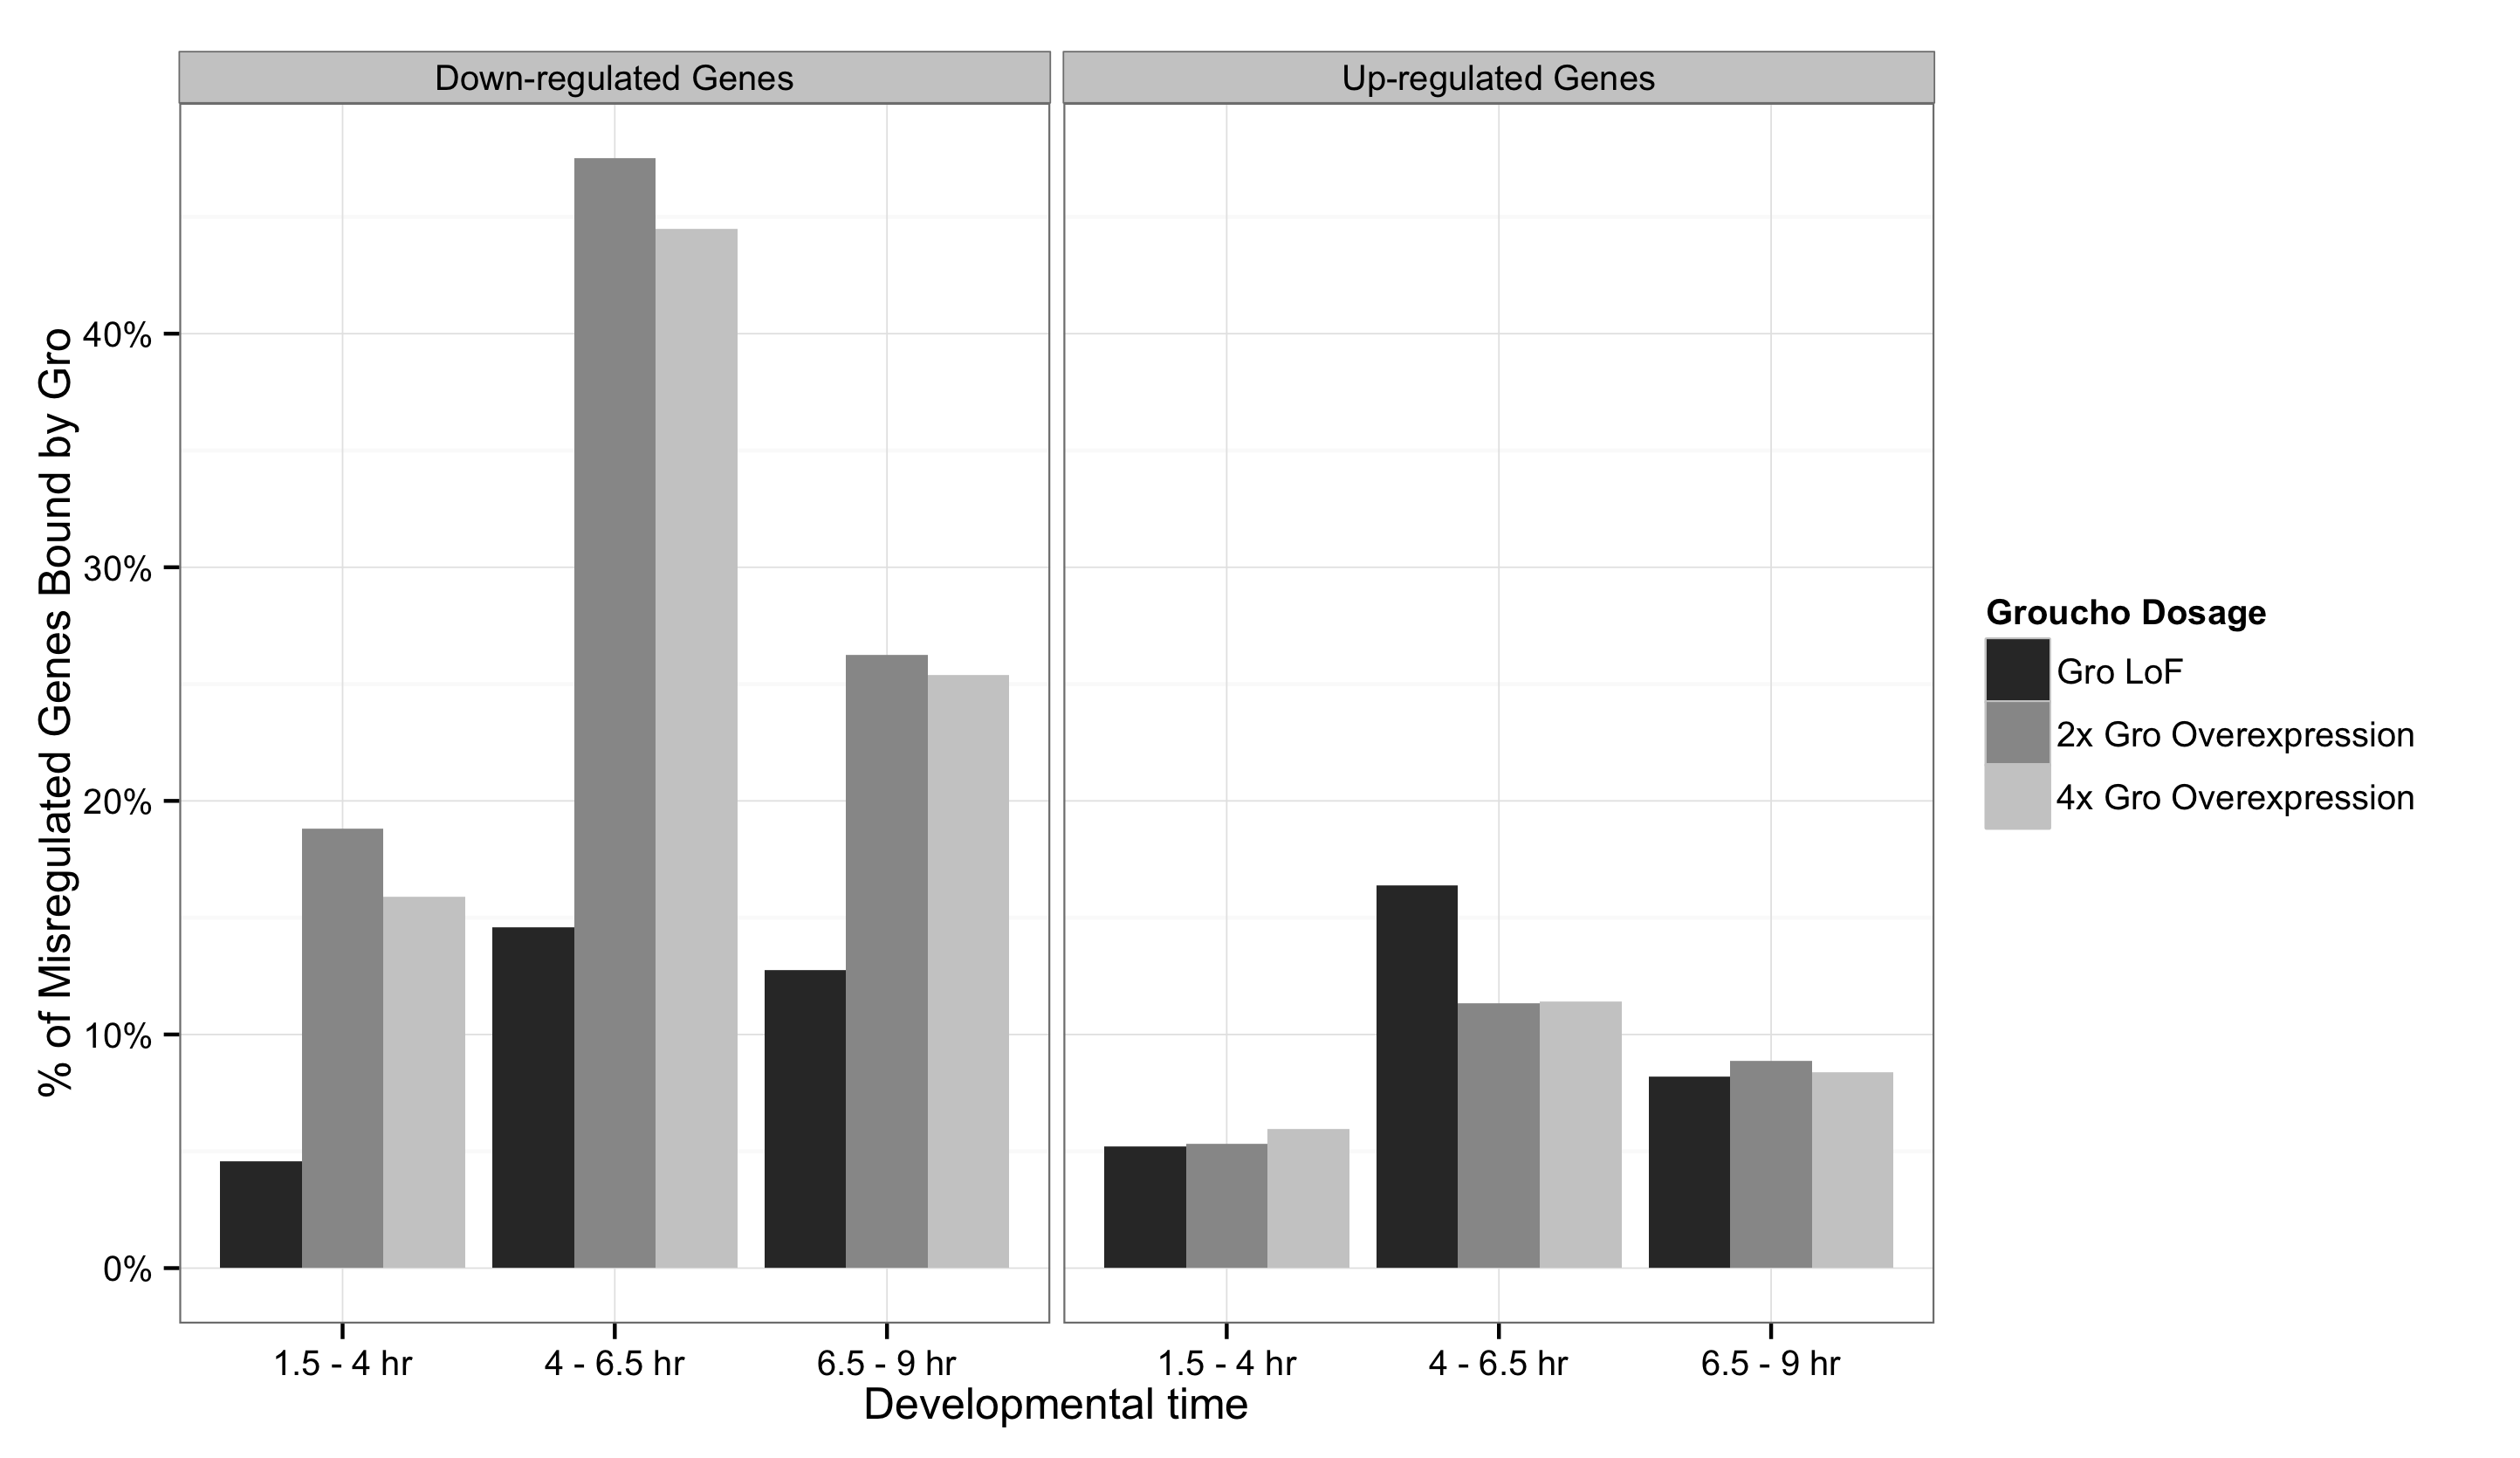 Down-regulated Genes
Up-regulated Genes
% of Misregulated Genes Bound by Gro
40%
30%
20%
10%
0%
1.5 - 4 hr
4 - 6.5 hr
6.5 - 9 hr
1.5 - 4 hr
4 - 6.5 hr
6.5 - 9 hr
Developmental time
Groucho Dosage
Gro LoF
2x Gro Overexpression
4x Gro Overexpression